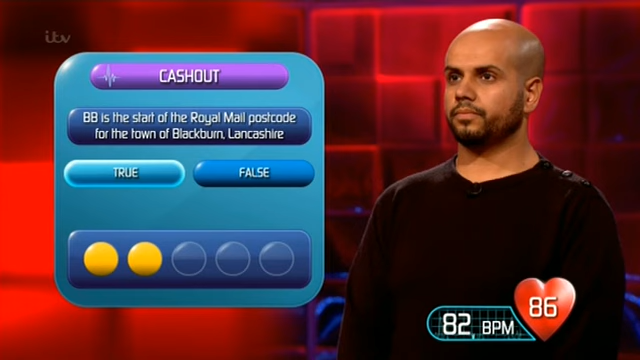 itv
CASHOUT
BB is the start of the Royal Mail postcode
for the town of Blackburn, Lancashire
TRUE
FALSE
86
82 BPM